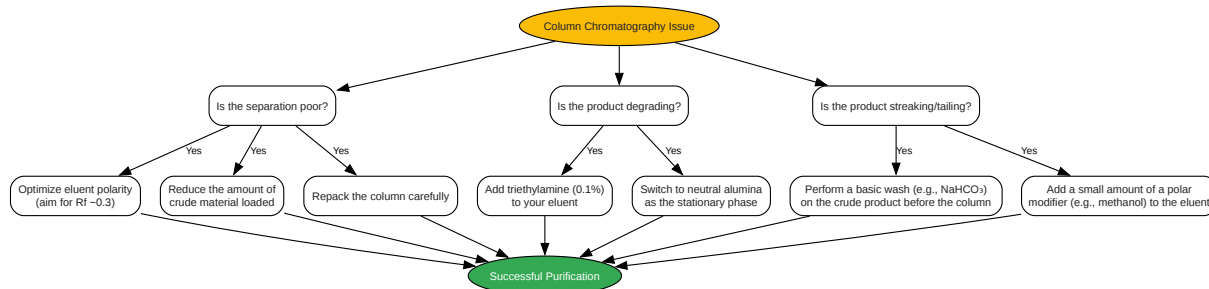 Column Chromatography Issue
Is the separation poor?
Is the product degrading?
Is the product streaking/tailing?
Yes
Yes
Yes
Yes
Yes
Yes
Yes
Optimize eluent polarity
(aim for Rf ~0.3)
Reduce the amount of
crude material loaded
Repack the column carefully
Add triethylamine (0.1%)
to your eluent
Switch to neutral alumina
as the stationary phase
Perform a basic wash (e.g., NaHCO₃)
on the crude product before the column
Add a small amount of a polar
modifier (e.g., methanol) to the eluent
Successful Purification